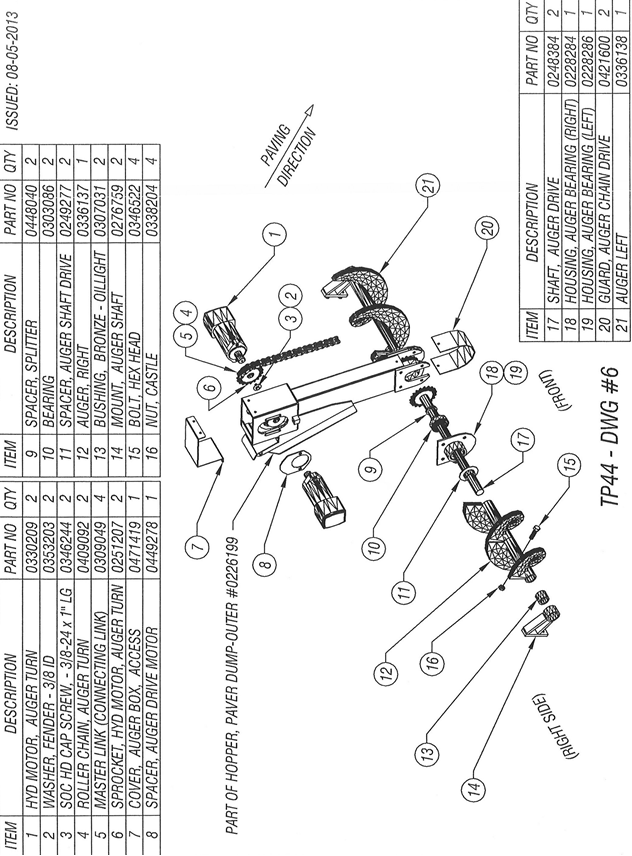 ISSUED: 08-05-2013
ITEM DESCRIPTION PART NO QTY
1 HYD MOTOR, AUGER TURN 0330209 2
2 WASHER, FENDER - 3/8 ID 0353203 2
3 SOC HD CAP SCREW, - 3/8-24 x 1" LG 0346244 2
4 ROLLER CHAIN, AUGER TURN 0409092 2
5 MASTER LINK (CONNECTING LINK) 0309049 4
6 SPROCKET, HYD MOTOR, AUGER TURN 0251207 2
7 COVER, AUGER BOX, ACCESS 0471419 1
8 SPACER, AUGER DRIVE MOTOR 0449278 1
ITEM DESCRIPTION PART NO QTY
9 SPACER, SPLITTER 0448040 2
10 BEARING 0303086 2
11 SPACER, AUGER SHAFT DRIVE 0249277 2
12 AUGER, RIGHT 0336137 1
13 BUSHING, BRONZE - OILLIGHT 0307031 2
14 MOUNT, AUGER SHAFT 0276759 2
15 BOLT, HEX HEAD 0346522 4
16 NUT, CASTLE 0338204 4
PART OF HOPPER, PAVER DUMP-OUTER #0226199
PAVING
DIRECTION
1
2
3
4
5
6
7
8
9
10
11
12
13
14
15
16
17
18
19
20
21
(FRONT)
(RIGHT SIDE)
ITEM DESCRIPTION PART NO QTY
17 SHAFT, AUGER DRIVE 0248384 2
18 HOUSING, AUGER BEARING (RIGHT) 0228284 1
19 HOUSING, AUGER BEARING (LEFT) 0228286 1
20 GUARD, AUGER CHAIN DRIVE 0421600 2
21 AUGER LEFT 0336138 1
TP44 - DWG #6